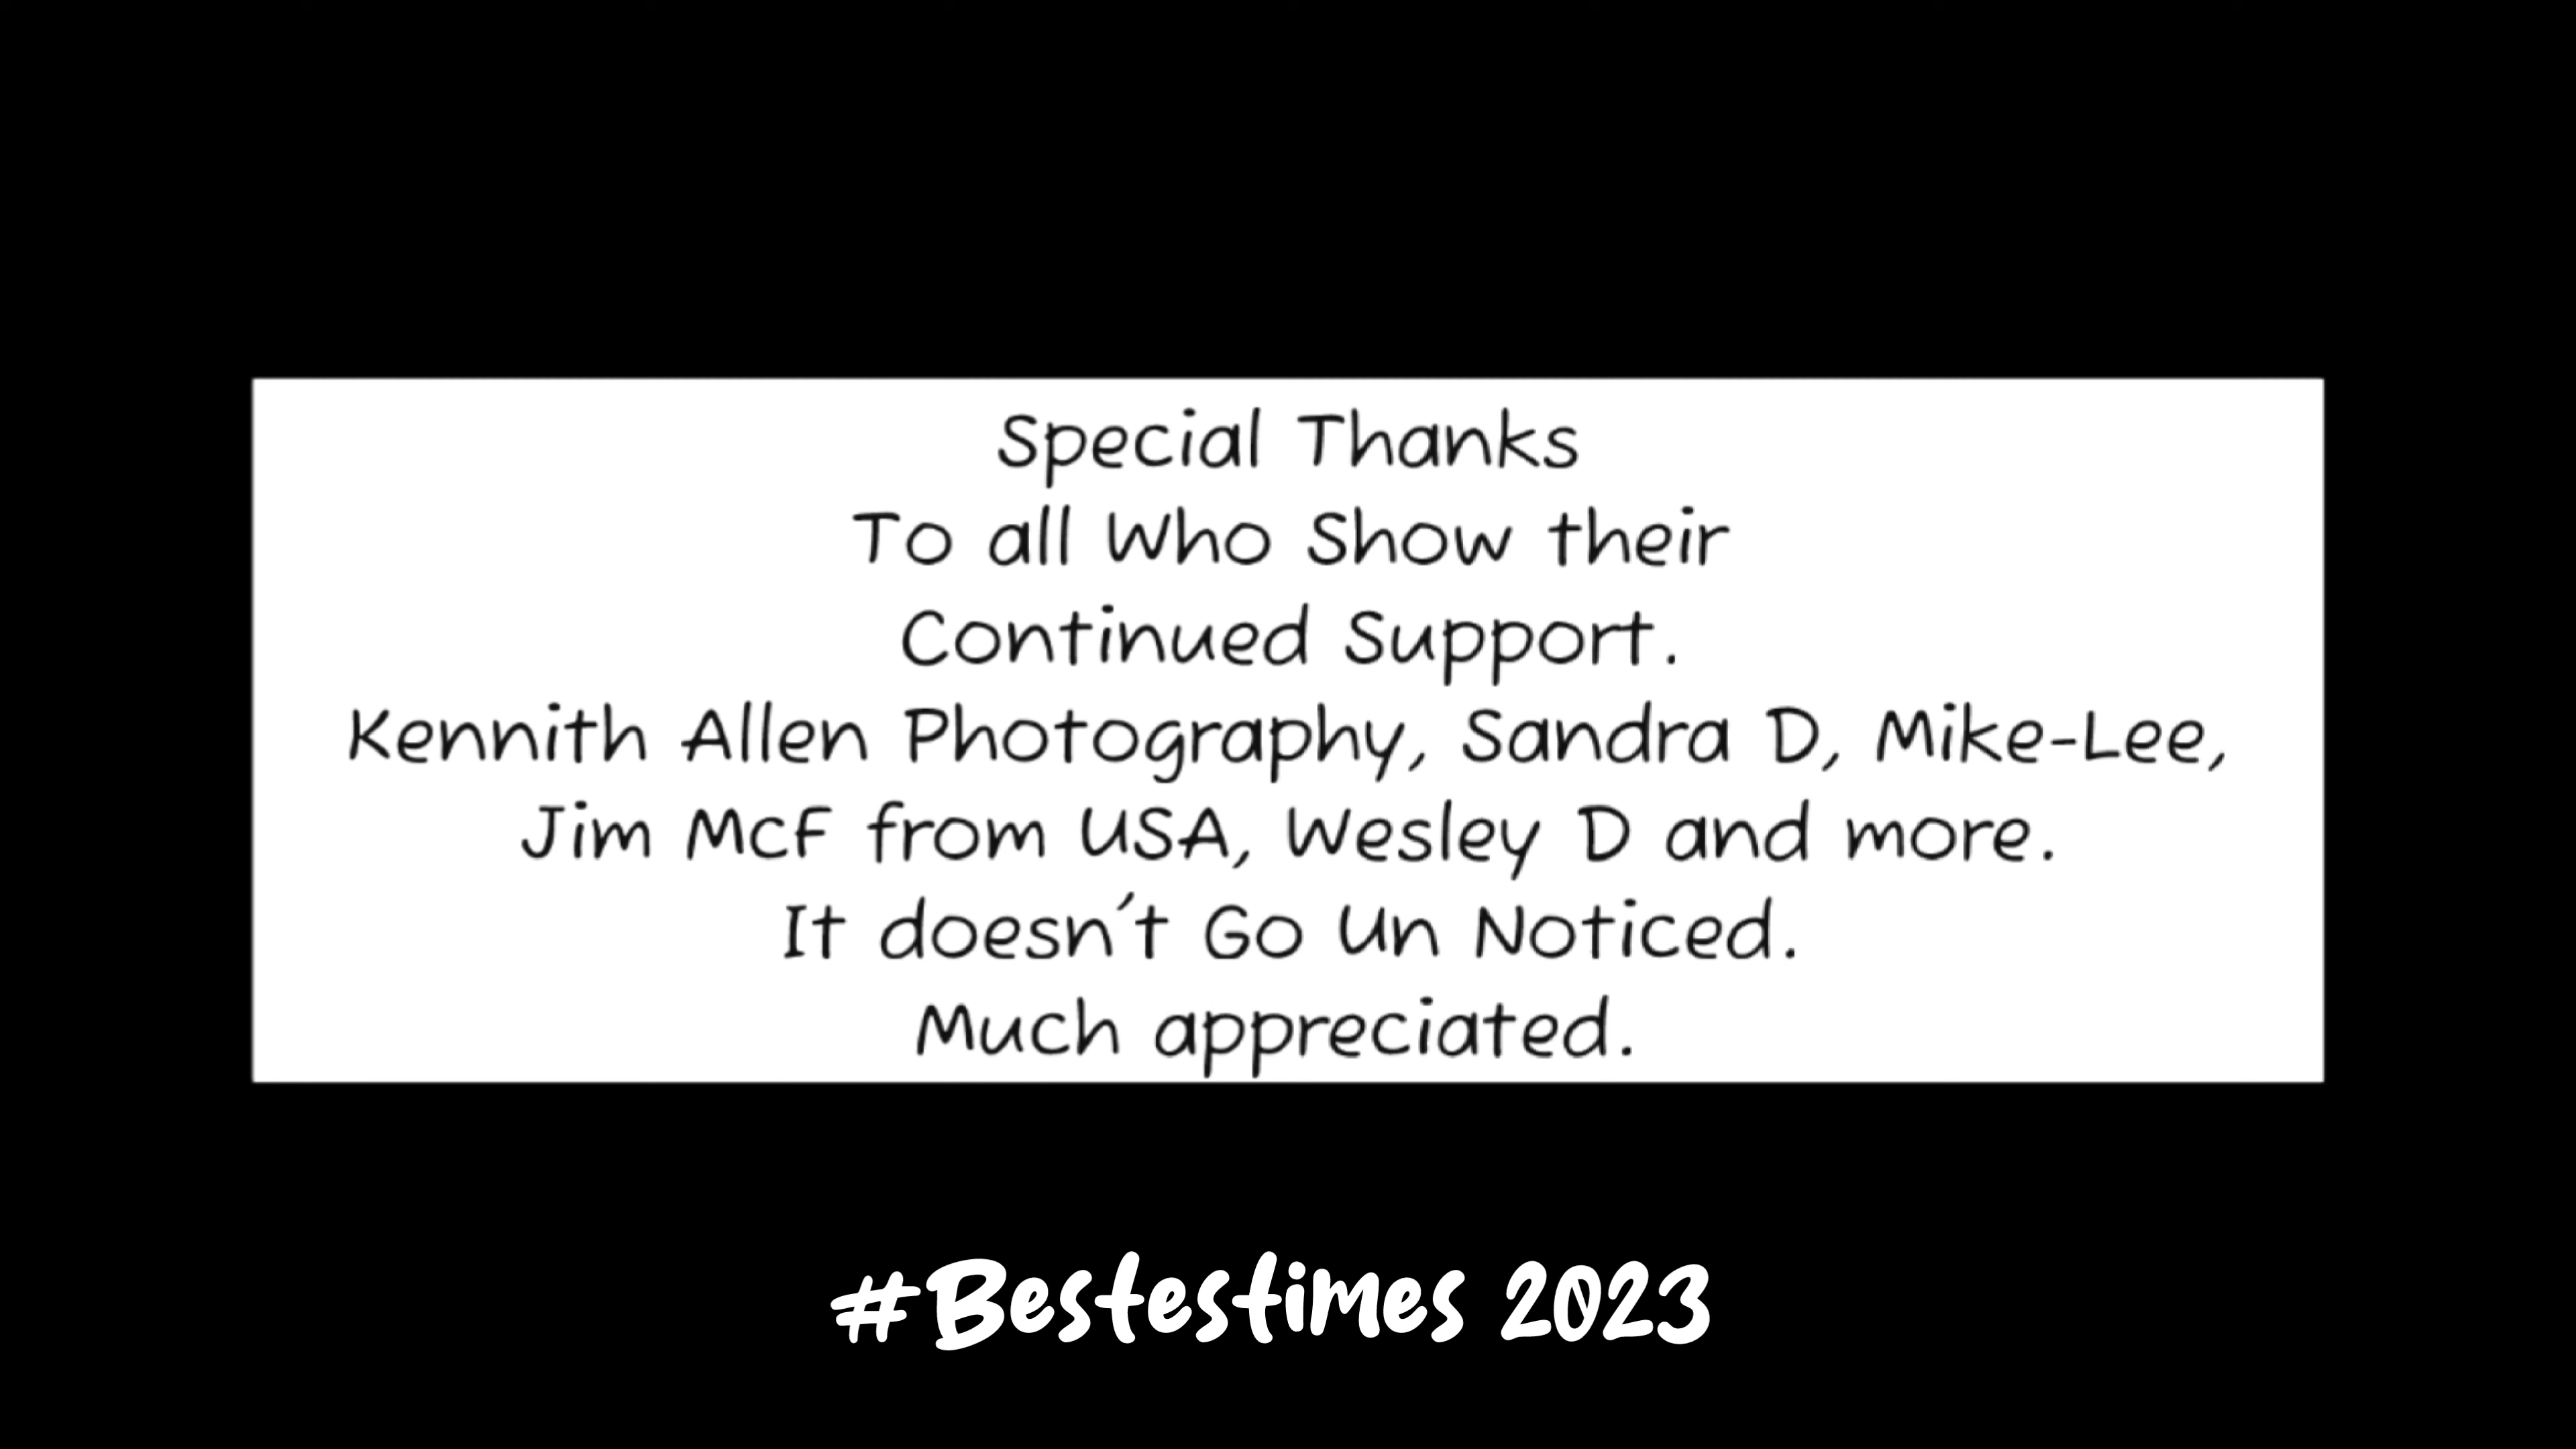 Special Thanks
To all Who Show their
Continued Support.
Kennith Allen Photography, Sandra D, Mike-Lee,
Jim McF from USA, Wesley D and more.
It doesn't Go Un Noticed.
Much appreciated.
#Bestestimes 2023